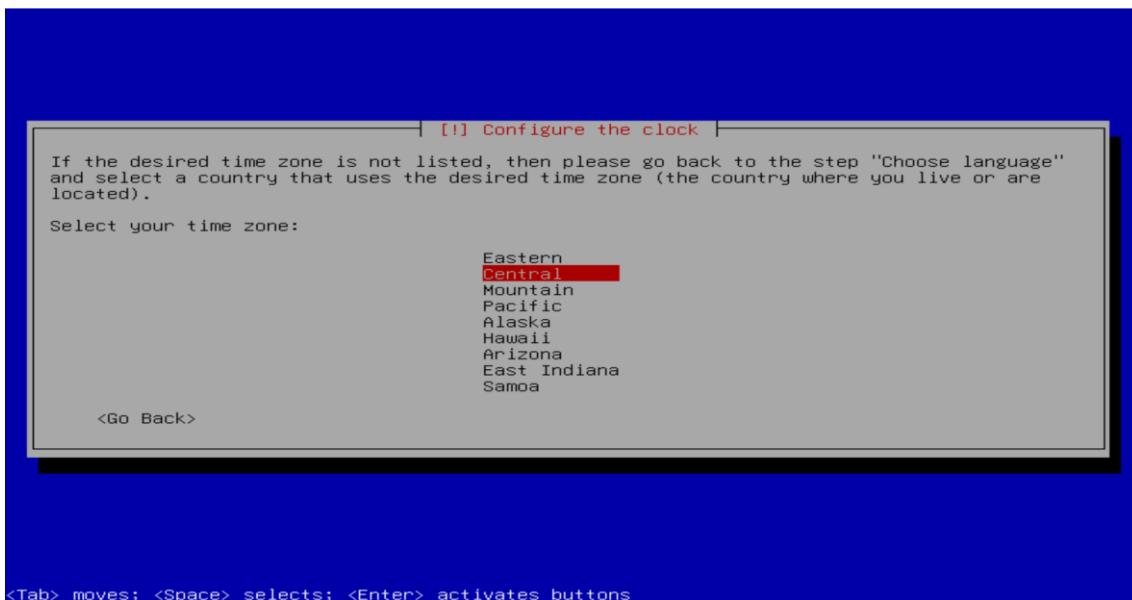 [!] Configure the clock
If the desired time zone is not listed, then please go back to the step "Choose language"
and select a country that uses the desired time zone (the country where you live or are
located).
Select your time zone:
Eastern
Central
Mountain
Pacific
Alaska
Hawaii
Arizona
East Indiana
Samoa
<Go Back>
<Tab> moves; <Space> selects; <Enter> activates buttons